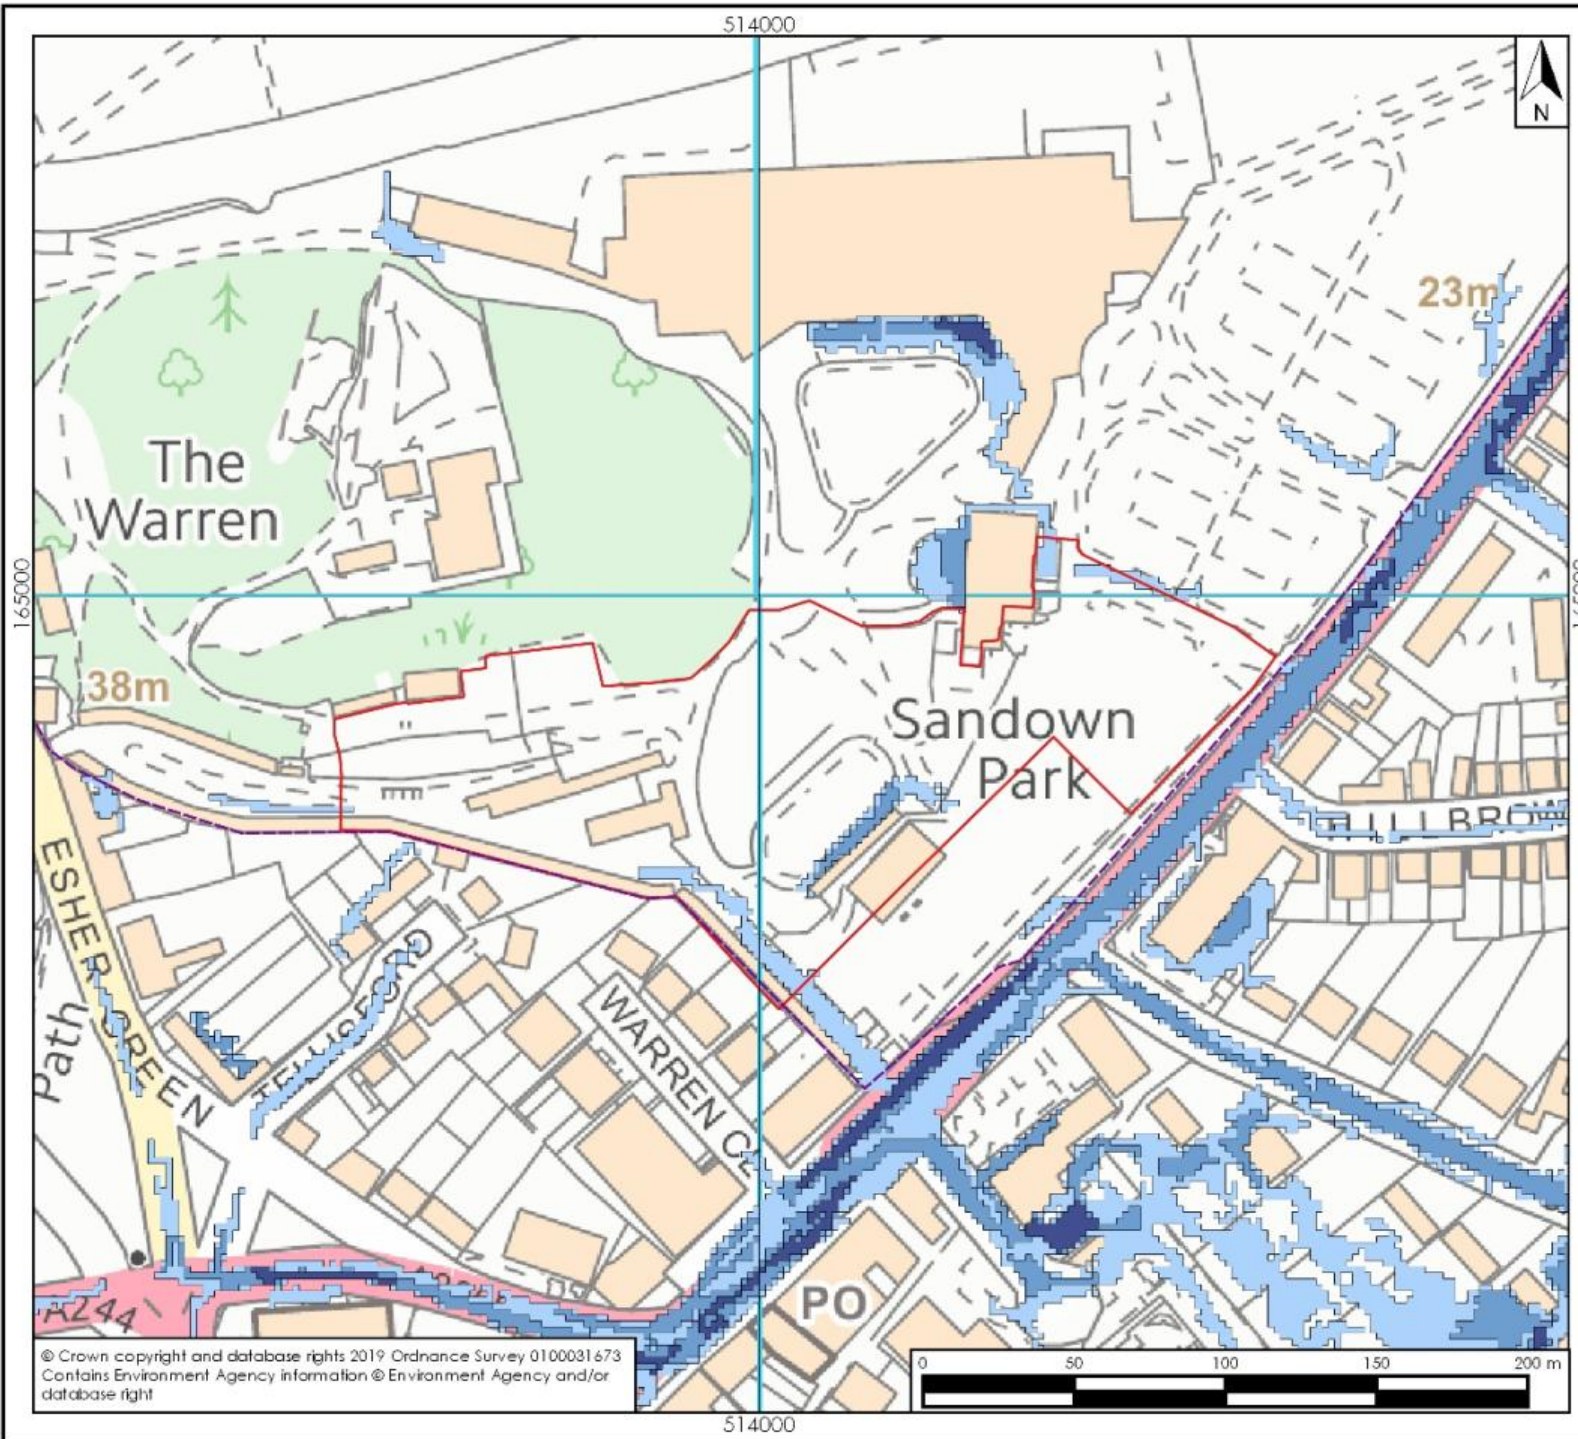 514000
N
23m
The
Warren
165000
38m
Sandown
Park
HILLBROW
ESHER GREEN
Path
WARREN CL
PO
A244
© Crown copyright and database rights 2019 Ordnance Survey 0100031673
Contains Environment Agency information © Environment Agency and/or
database right
0 50 100 150 200 m
514000